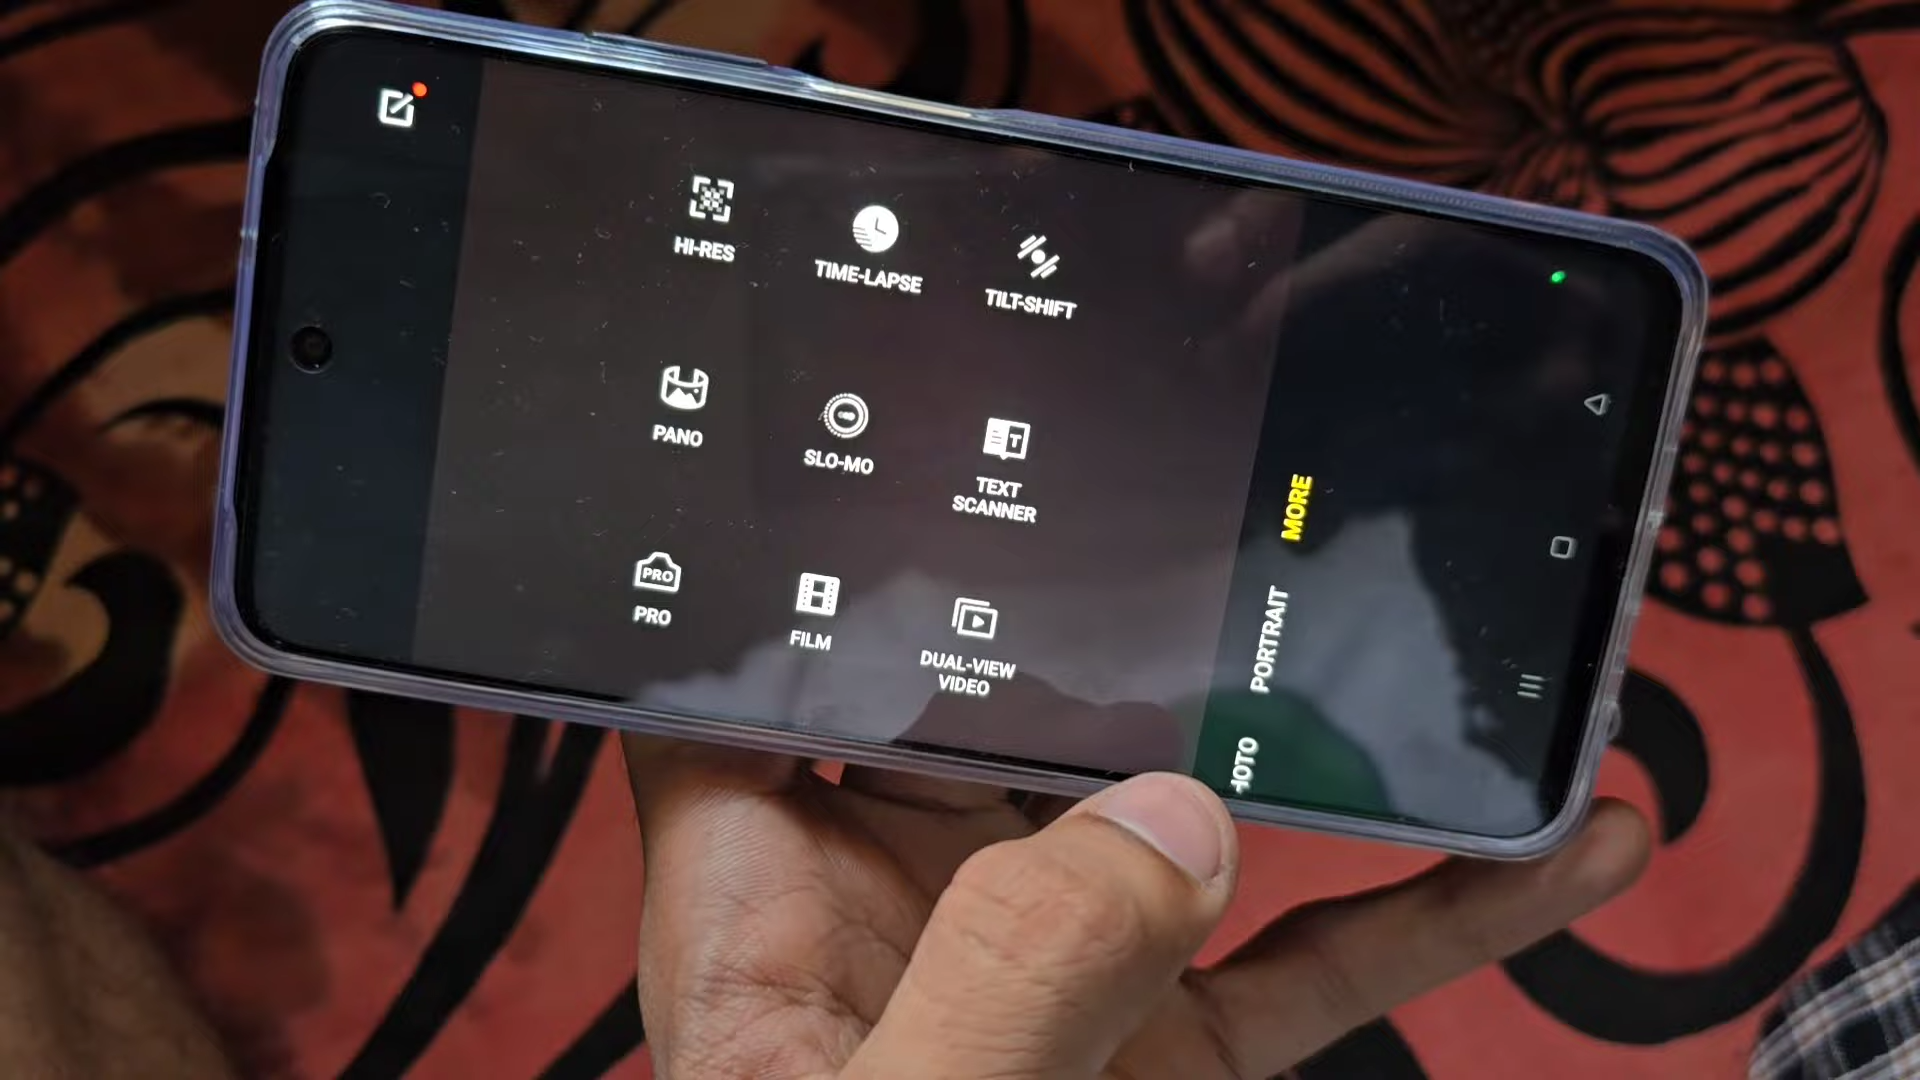 HI-RES
TIME-LAPSE
TILT-SHIFT
PANO
SLO-MO
T
TEXT
SCANNER
PRO
PRO
FILM
DUAL-VIEW
VIDEO
MORE
PORTRAIT
HOTO